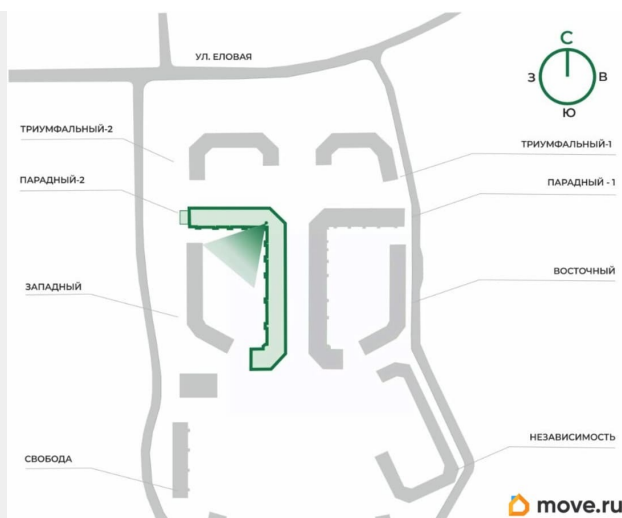 УЛ. ЕЛОВАЯ
С
З
В
Ю
ТРИУМФАЛЬНЫЙ-2
ТРИУМФАЛЬНЫЙ-1
ПАРАДНЫЙ-2
ПАРАДНЫЙ - 1
ВОСТОЧНЫЙ
ЗАПАДНЫЙ
НЕЗАВИСИМОСТЬ
СВОБОДА
move.ru